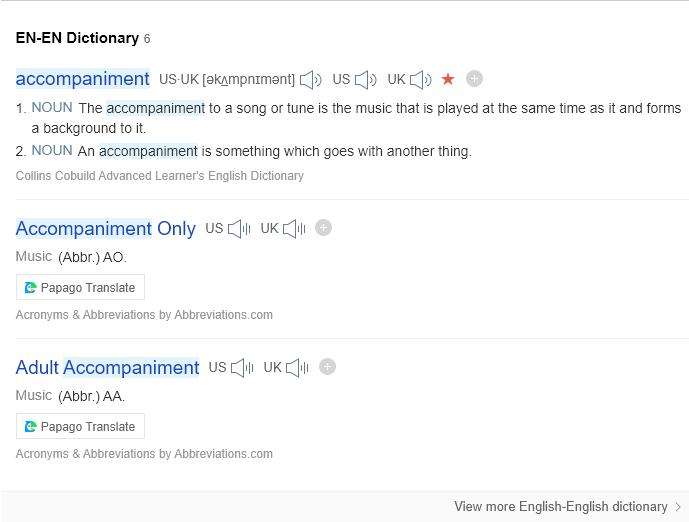 EN-EN Dictionary 6
accompaniment US·UK [əkʌ̲mpnɪmənt] US UK
1. NOUN The accompaniment to a song or tune is the music that is played at the same time as it and forms
a background to it.
2. NOUN An accompaniment is something which goes with another thing.
Collins Cobuild Advanced Learner's English Dictionary
Accompaniment Only US UK
Music (Abbr.) AO.
Papago Translate
Acronyms & Abbreviations by Abbreviations.com
Adult Accompaniment US UK
Music (Abbr.) AA.
Papago Translate
Acronyms & Abbreviations by Abbreviations.com
View more English-English dictionary